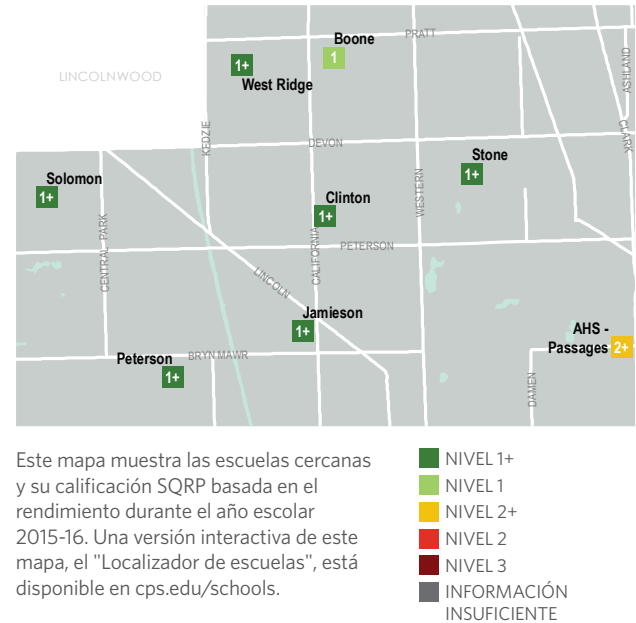 Boone
PRATT
1
1+
West Ridge
LINCOLNWOOD
ASHLAND
KEDZIE
CLARK
DEVON
Stone
1+
Solomon
1+
WESTERN
Clinton
1+
CENTRAL PARK
CALIFORNIA
PETERSON
LINCOLN
Jamieson
1+
AHS -
Passages
2+
BRYN MAWR
Peterson
1+
DAMEN
Este mapa muestra las escuelas cercanas
y su calificación SQRP basada en el
rendimiento durante el año escolar
2015-16. Una versión interactiva de este
mapa, el "Localizador de escuelas", está
disponible en cps.edu/schools.
NIVEL 1+
NIVEL 1
NIVEL 2+
NIVEL 2
NIVEL 3
INFORMACIÓN
INSUFICIENTE